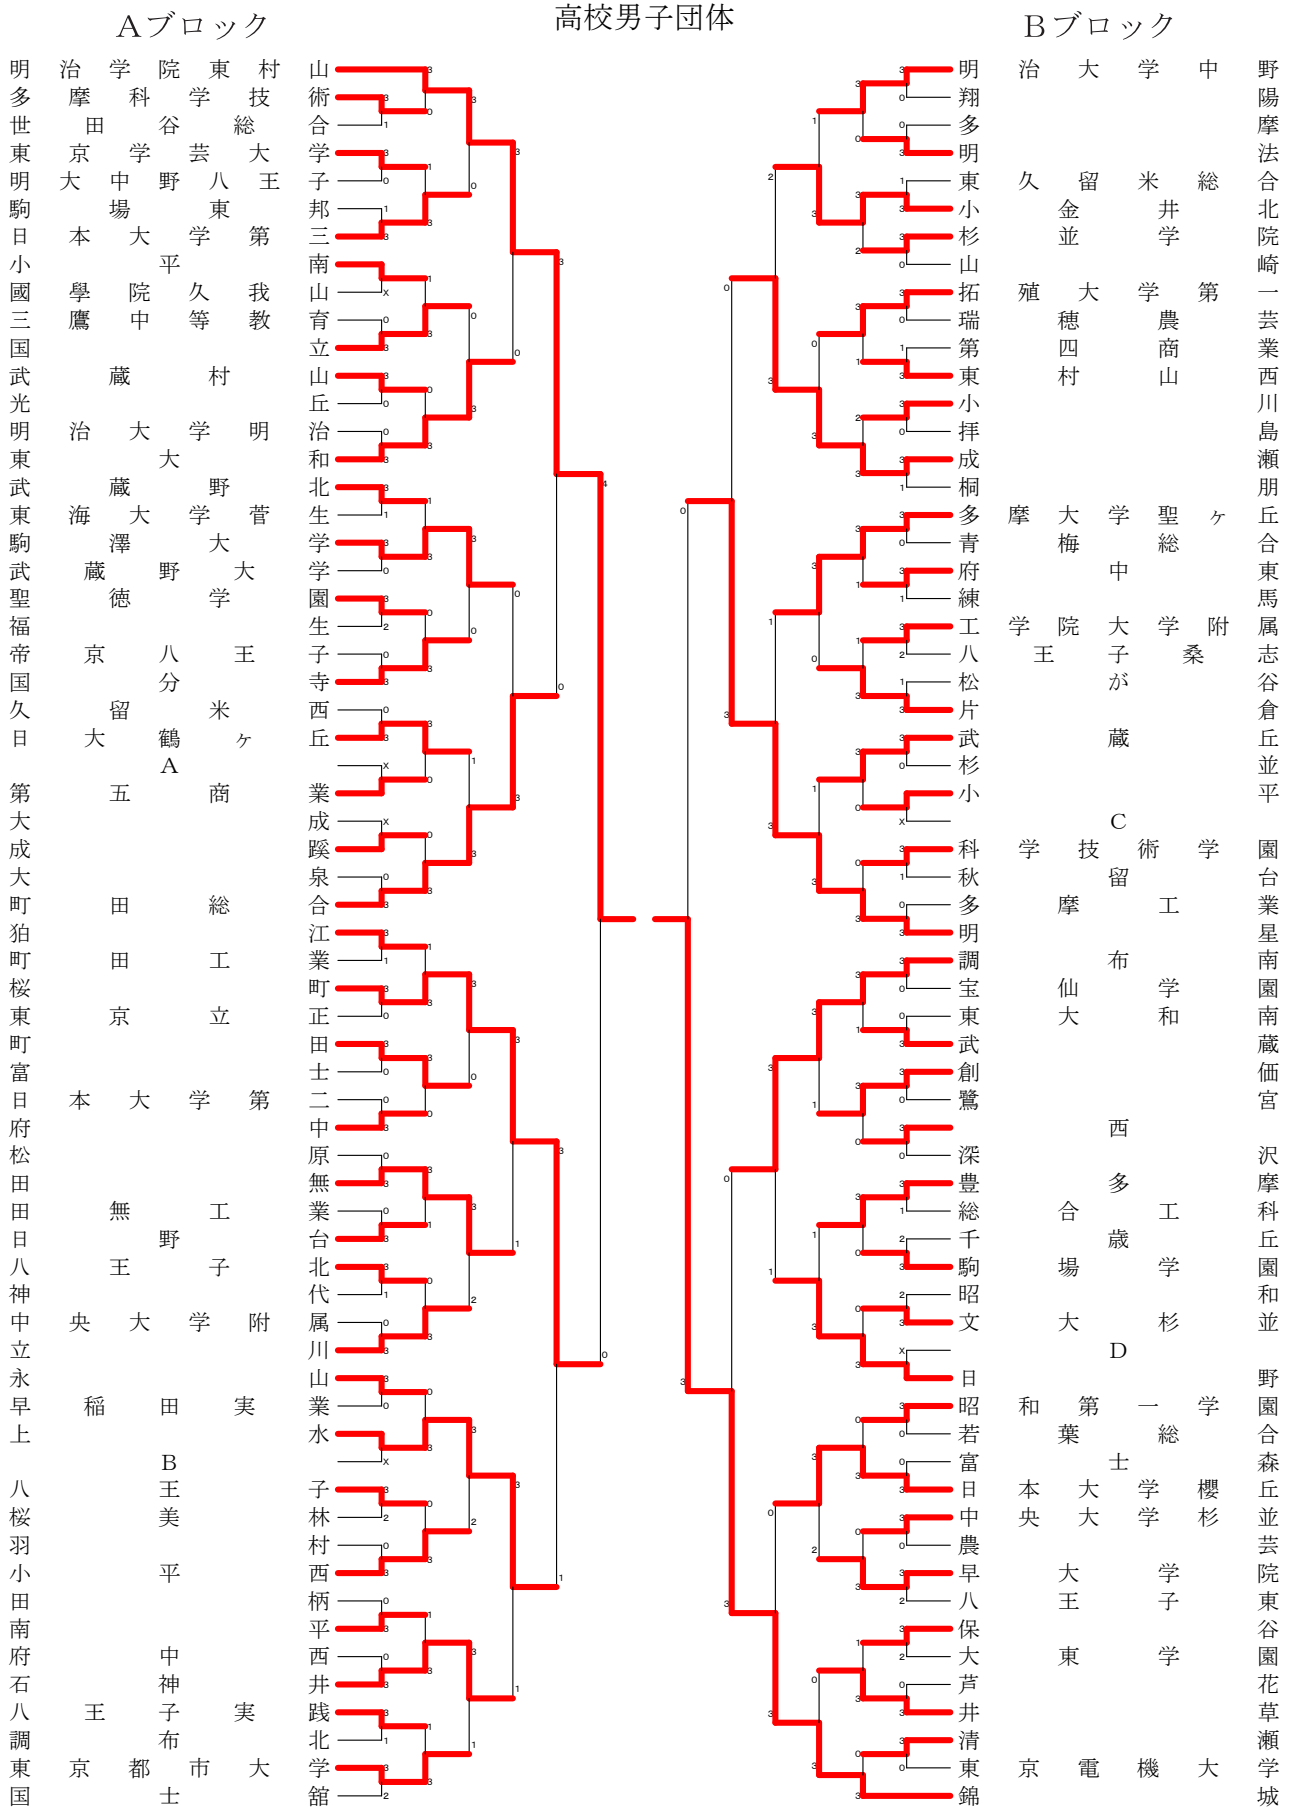 高校男子団体
Ａブロック
Ｂブロック
明治学院東村山
多摩科学技術
世田谷総合
東京学芸大学
明大中野八王子
駒場東邦
日本大学第三
小平南
國學院久我山
三鷹中等教育
国立
武蔵村山
光丘
明治大学明治
東大和
武蔵野北
東海大学菅生
駒澤大学
武蔵野大学
聖徳学園
福生
帝京八王子
国分寺
久留米西
日大鶴ヶ丘
A
第五商業
大成
成蹊
大泉
町田総合
狛江
町田工業
桜町
東京立正
町田
富士
日本大学第二
府中
松原
田無
田無工業
日野台
八王子北
神代
中央大学附属
立川
永山
早稲田実業
上水
B
八王子
桜美林
羽村
小平西
田柄
南平
府中西
石神井
八王子実践
調布北
東京都市大学
国士舘
明治大学中野
翔陽
多摩
明法
東久留米総合
小金井北
杉並学院
山崎
拓殖大学第一
瑞穂農芸
第四商業
東村山西
小川
拝島
成瀬
桐朋
多摩大学聖ヶ丘
青梅総合
府中東
練馬
工学院大学附属
八王子桑志
松が谷
片倉
武蔵丘
杉並
小平
C
科学技術学園
秋留台
多摩工業
明星
調布南
宝仙学園
東大和南
武蔵
創価
鷺宮
西
深沢
豊多摩
総合工科
千歳丘
駒場学園
昭和
文大杉並
D
日野
昭和第一学園
若葉総合
富士森
日本大学櫻丘
中央大学杉並
農芸
早大学院
八王子東
保谷
大東学園
芦花
井草
清瀬
東京電機大学
錦城